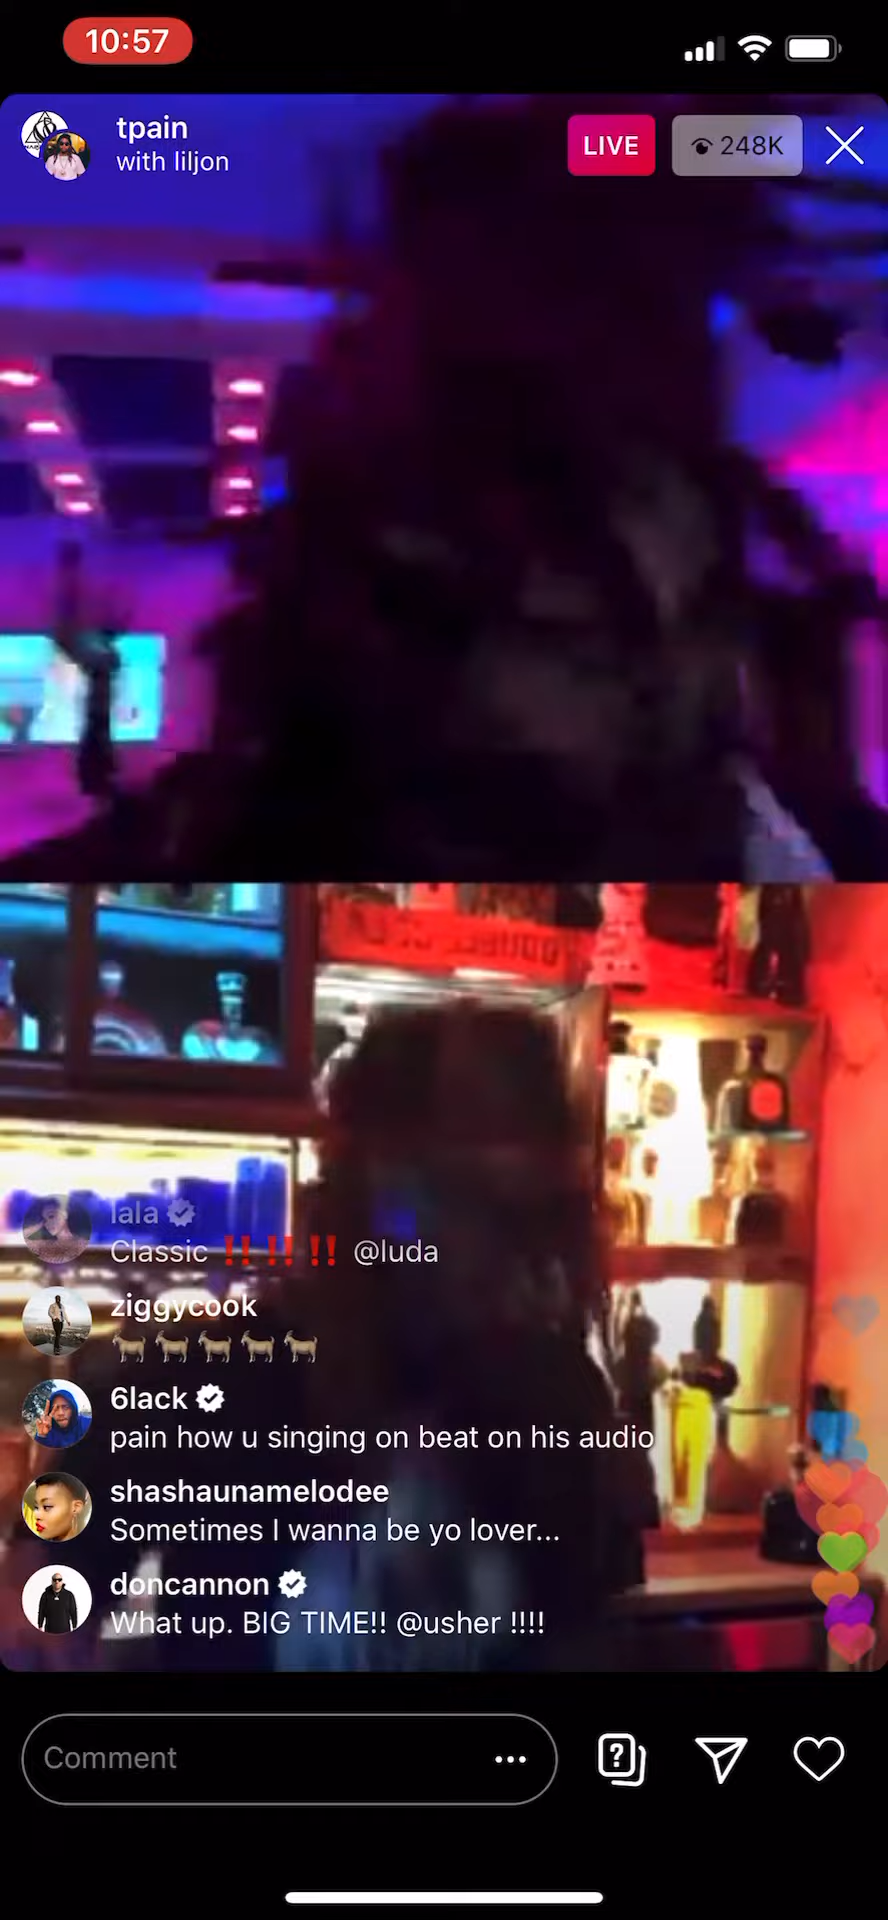 10:57
tpain
with liljon
LIVE
248K
lala
Classic ‼️ ‼️ ‼️ @luda
ziggycook
🐐 🐐 🐐 🐐 🐐
6lack
pain how u singing on beat on his audio
shashaunamelodee
Sometimes I wanna be yo lover...
doncannon
What up. BIG TIME!! @usher !!!!
Comment